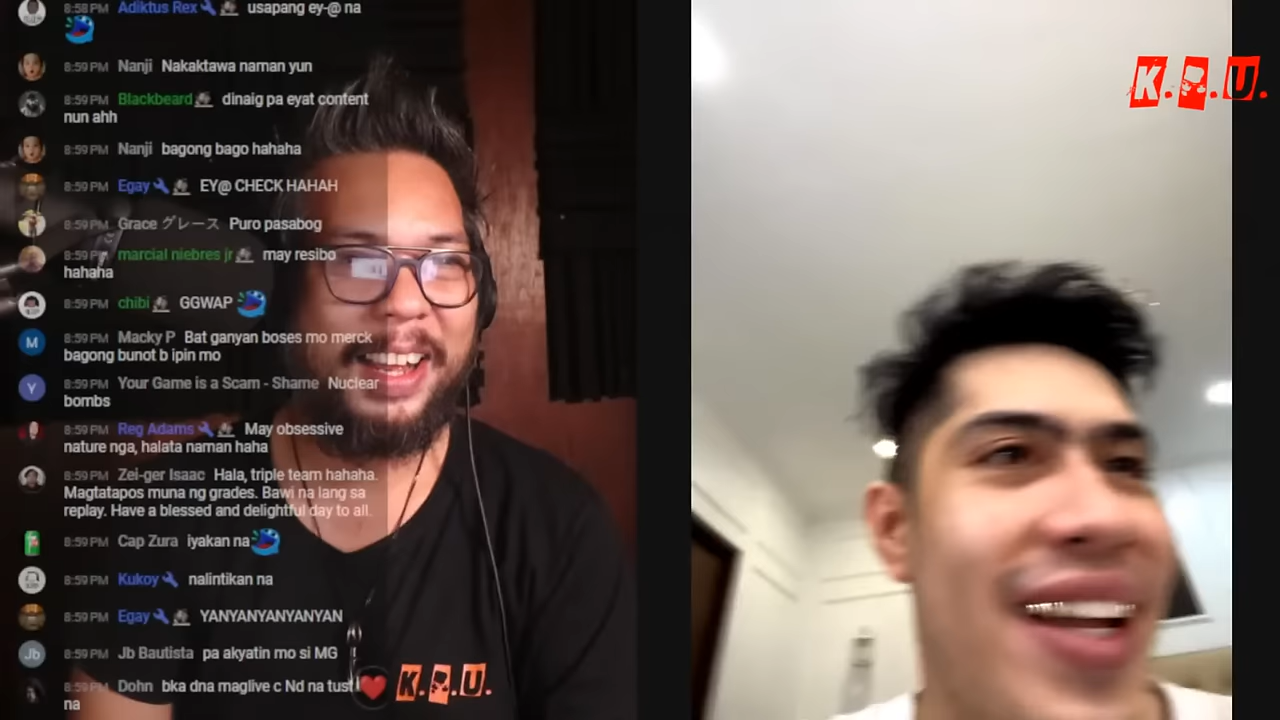 8:58 PM Adiktus Rex usapang ey-@ na
8:59 PM Nanji Nakaktawa naman yun
8:59 PM Blackbeard dinaig pa eyat content
nun ahh
8:59 PM Nanji bagong bago hahaha
8:59 PM Egay EY@ CHECK HAHAH
8:59 PM Grace グレース Puro pasabog
8:59 PM marcial niebres jr may resibo
hahaha
8:59 PM chibi GGWAP
M 8:59 PM Macky P Bat ganyan boses mo merck
bagong bunot b ipin mo
Y 8:59 PM Your Game is a Scam - Shame Nuclear
bombs
8:59 PM Reg Adams May obsessive
nature nga, halata naman haha
8:59 PM Zei-ger Isaac Hala, triple team hahaha.
Magtatapos muna ng grades. Bawi na lang sa
replay. Have a blessed and delightful day to all.
8:59 PM Cap Zura iyakan na
8:59 PM Kukoy nalintikan na
8:59 PM Egay YANYANYANYANYAN
Jb 8:59 PM Jb Bautista pa akyatin mo si MG
8:59 PM Dohn bka dna maglive c Nd na tust
na
K. .U.
K. .U.